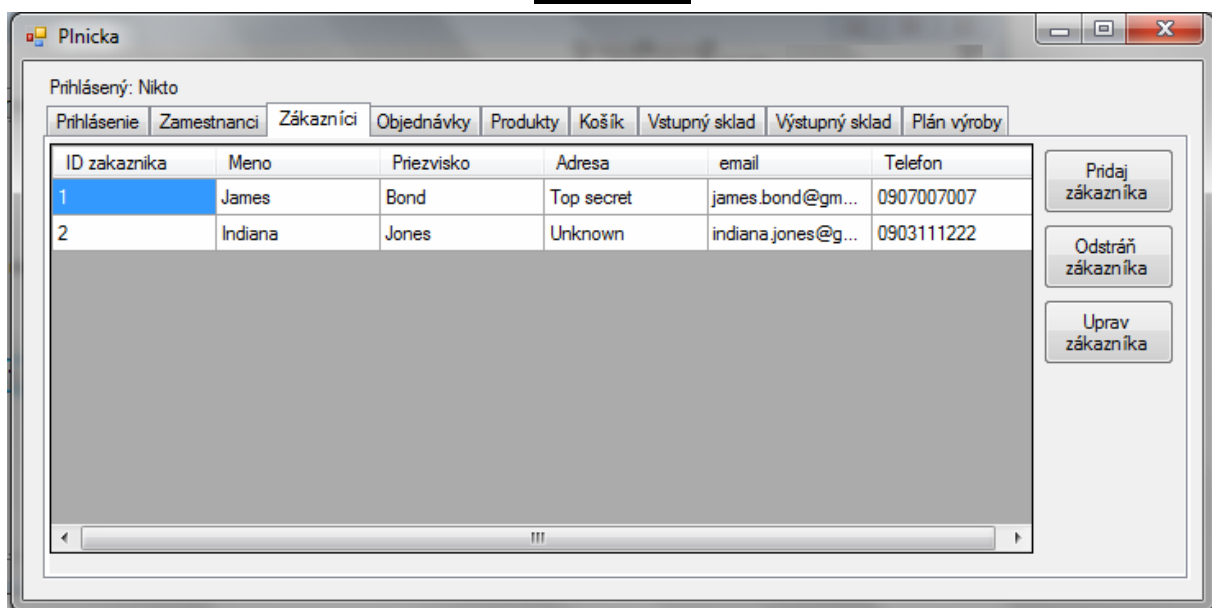 Plnicka
Prihlásený: Nikto
Prihlásenie Zamestnanci Zákazníci Objednávky Produkty Košík Vstupný sklad Výstupný sklad Plán výroby
ID zakaznika Meno Priezvisko Adresa email Telefon
1 James Bond Top secret james.bond@gm... 0907007007
2 Indiana Jones Unknown indiana.jones@g... 0903111222
Pridaj
zákazníka
Odstráň
zákazníka
Uprav
zákazníka